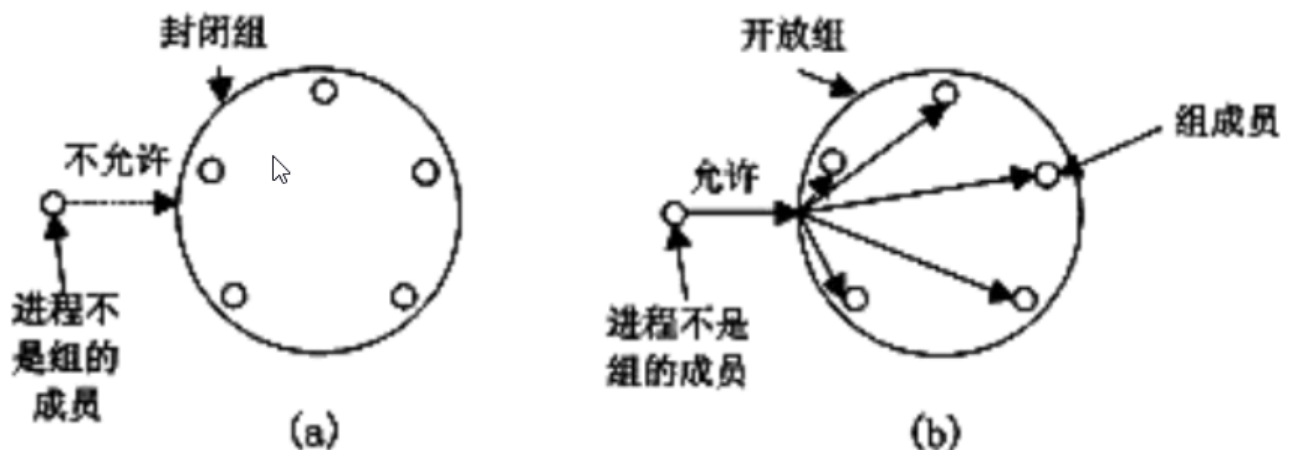 封闭组
不允许
进程不
是组的
成员
(a)
开放组
组成员
允许
进程不是
组的成员
(b)